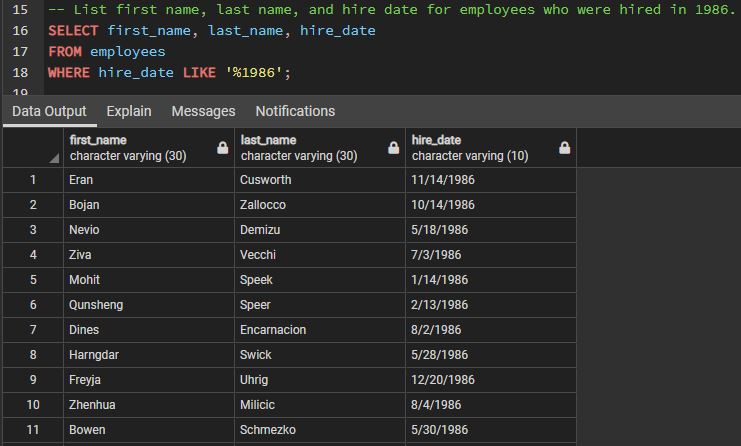 15 -- List first name, last name, and hire date for employees who were hired in 1986.
16 SELECT first_name, last_name, hire_date
17 FROM employees
18 WHERE hire_date LIKE '%1986';
19
Data Output Explain Messages Notifications
first_name last_name hire_date
character varying (30) character varying (30) character varying (10)
1 Eran Cusworth 11/14/1986
2 Bojan Zallocco 10/14/1986
3 Nevio Demizu 5/18/1986
4 Ziva Vecchi 7/3/1986
5 Mohit Speek 1/14/1986
6 Qunsheng Speer 2/13/1986
7 Dines Encarnacion 8/2/1986
8 Harngdar Swick 5/28/1986
9 Freyja Uhrig 12/20/1986
10 Zhenhua Milicic 8/4/1986
11 Bowen Schmezko 5/30/1986